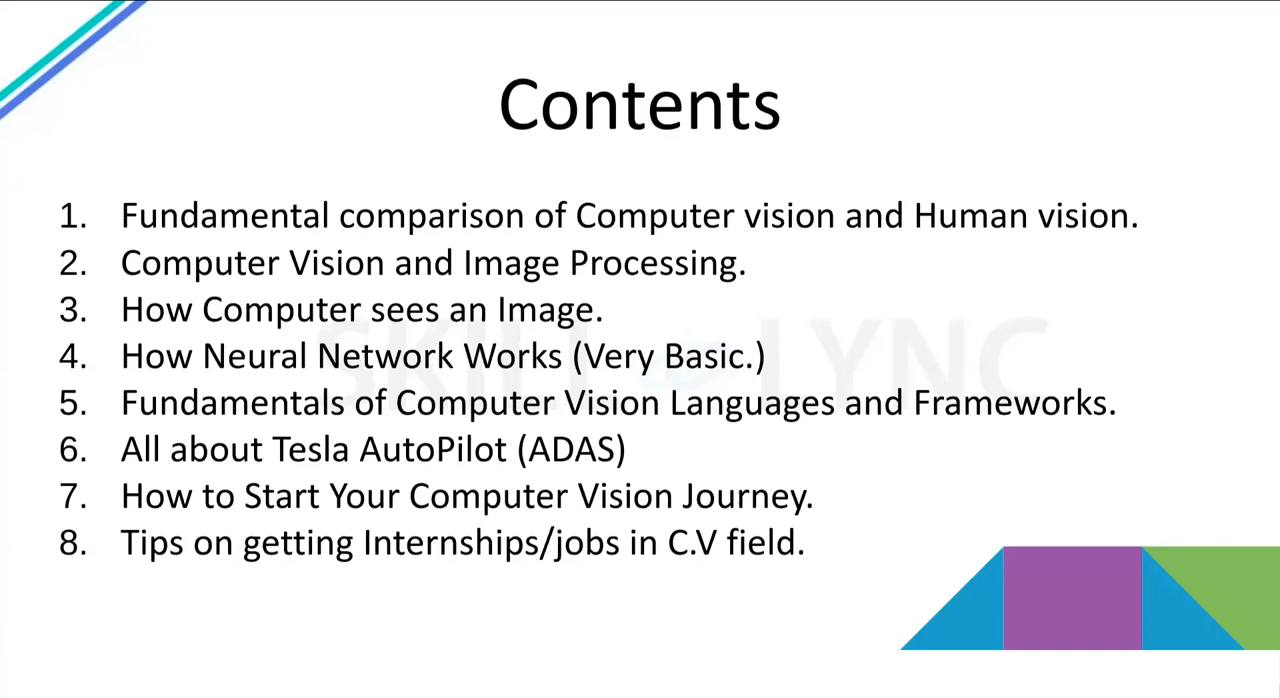 Contents
1. Fundamental comparison of Computer vision and Human vision.
2. Computer Vision and Image Processing.
3. How Computer sees an Image.
4. How Neural Network Works (Very Basic.)
5. Fundamentals of Computer Vision Languages and Frameworks.
6. All about Tesla AutoPilot (ADAS)
7. How to Start Your Computer Vision Journey.
8. Tips on getting Internships/jobs in C.V field.
SKILL LYNC